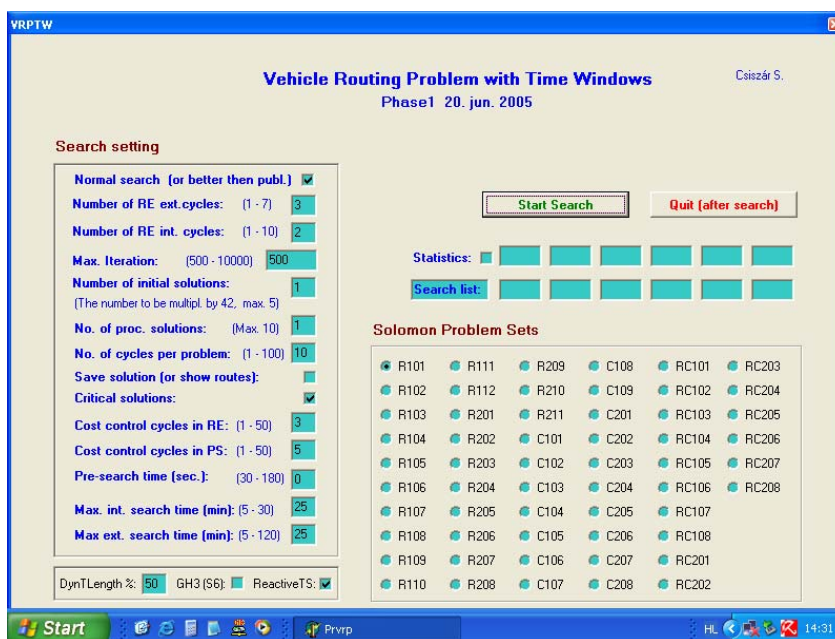 VRPTW
Vehicle Routing Problem with Time Windows
Csiszár S.
Phase1 20. jun. 2005
Search setting
Normal search (or better then publ.)
Number of RE ext.cycles: (1 - 7) 3
Number of RE int. cycles: (1 - 10) 2
Max. Iteration: (500 - 10000) 500
Number of initial solutions: 1
(The number to be multipl. by 42, max. 5)
No. of proc. solutions: (Max. 10) 1
No. of cycles per problem: (1 - 100) 10
Save solution (or show routes):
Critical solutions:
Cost control cycles in RE: (1 - 50) 3
Cost control cycles in PS: (1 - 50) 5
Pre-search time (sec.): (30 - 180) 0
Max. int. search time (min): (5 - 30) 25
Max ext. search time (min): (5 - 120) 25
DynTLength %: 50 GH3 (S6): ReactiveTS:
Start Search Quit (after search)
Statistics:
Search list:
Solomon Problem Sets
R101 R111 R209 C108 RC101 RC203
R102 R112 R210 C109 RC102 RC204
R103 R201 R211 C201 RC103 RC205
R104 R202 C101 C202 RC104 RC206
R105 R203 C102 C203 RC105 RC207
R106 R204 C103 C204 RC106 RC208
R107 R205 C104 C205 RC107
R108 R206 C105 C206 RC108
R109 R207 C106 C207 RC201
R110 R208 C107 C208 RC202
Start Prvrp HL 14:31